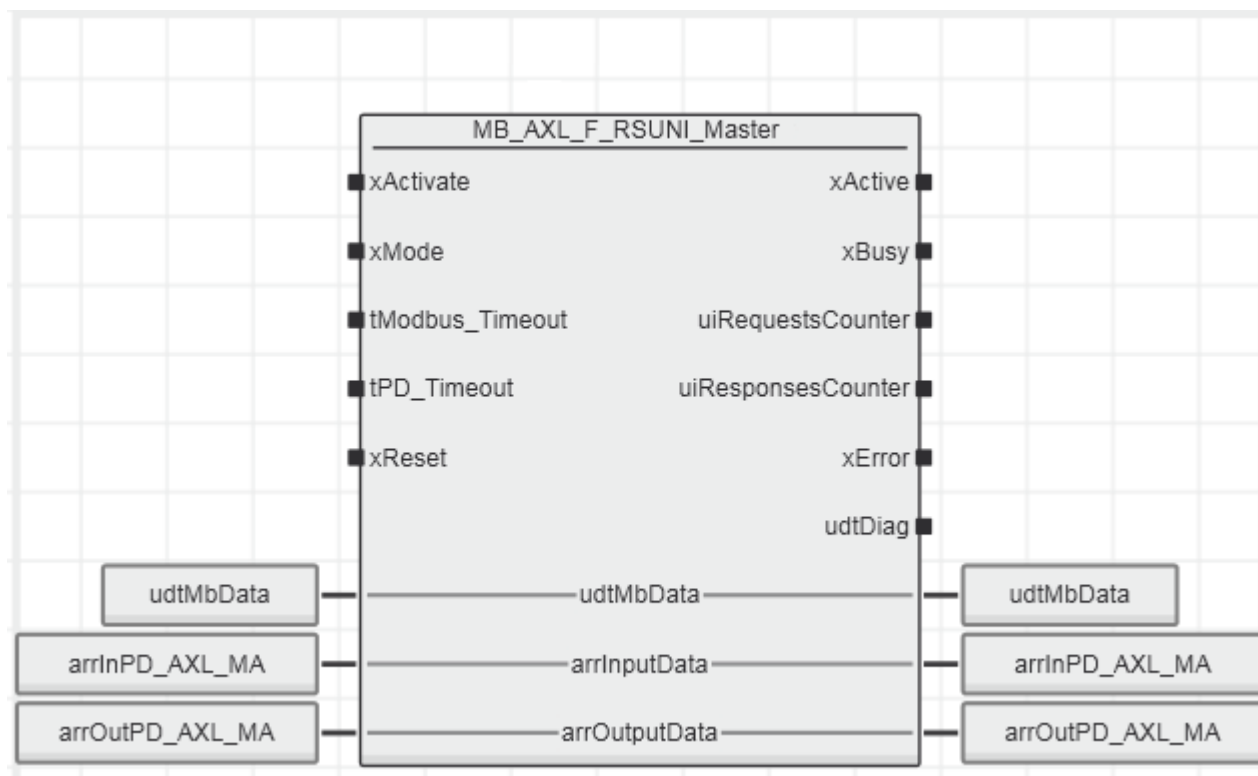 MB_AXL_F_RSUNI_Master
xActivate xActive
xMode xBusy
tModbus_Timeout uiRequestsCounter
tPD_Timeout uiResponsesCounter
xReset xError
udtDiag
udtMbData udtMbData udtMbData
arrInPD_AXL_MA arrInputData arrInPD_AXL_MA
arrOutPD_AXL_MA arrOutputData arrOutPD_AXL_MA